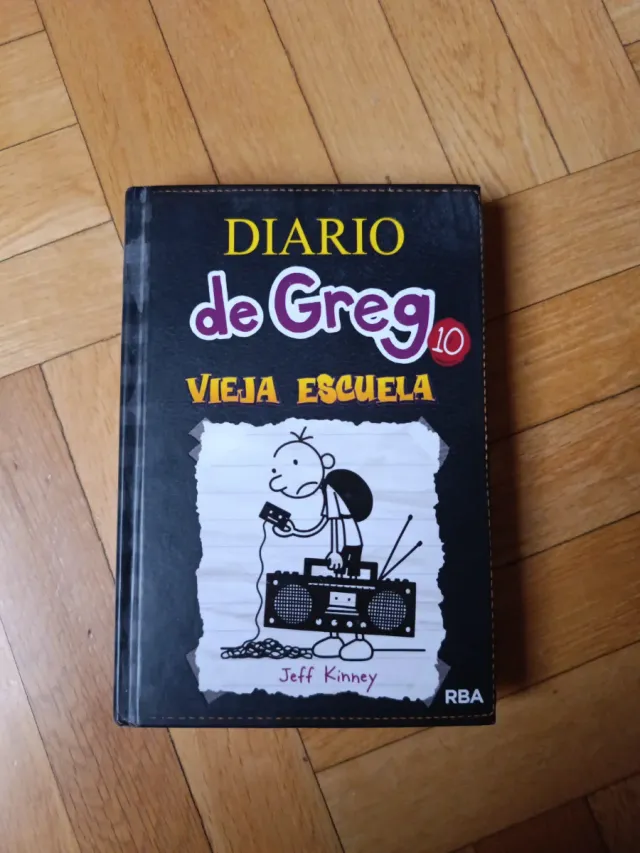 DIARIO
de Greg
10
VIEJA ESCUELA
Jeff Kinney
RBA